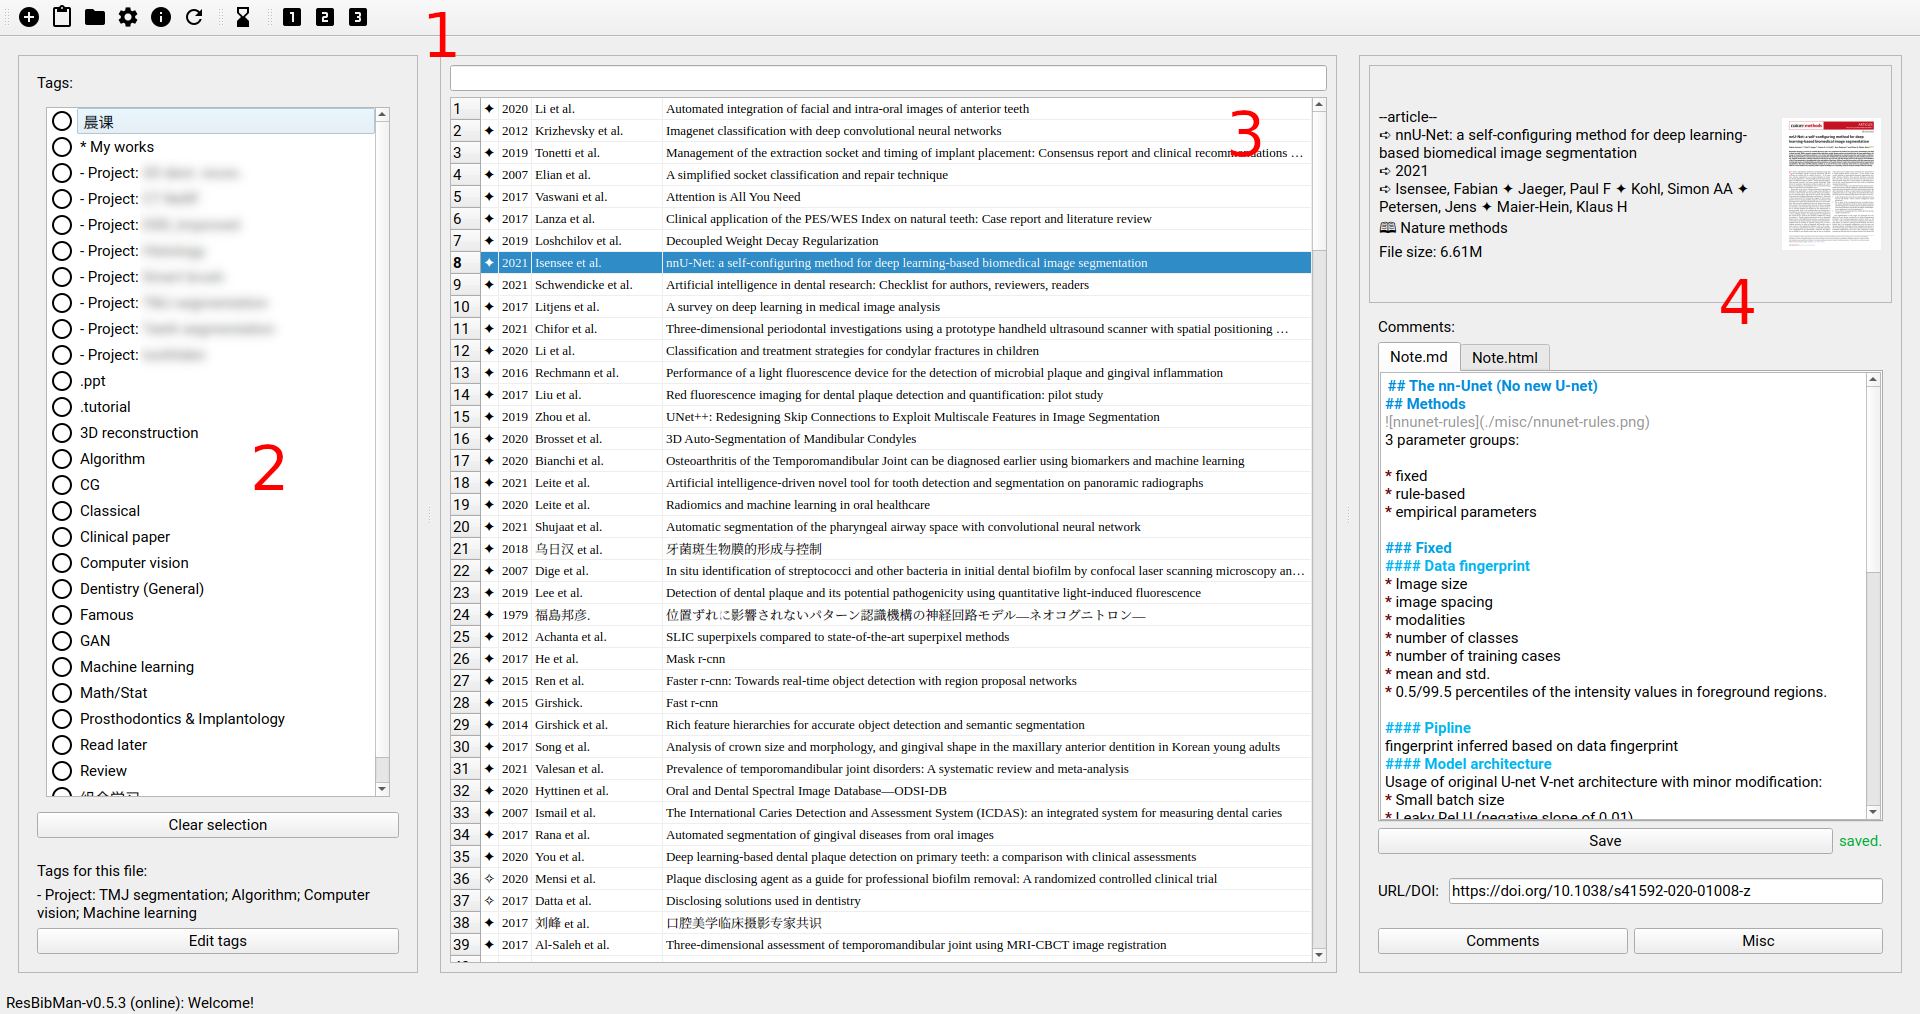 1 2 3
1
Tags:
晨课
* My works
- Project:
- Project:
- Project:
- Project:
- Project:
- Project:
- Project:
- Project:
.ppt
.tutorial
3D reconstruction
Algorithm
CG
Classical
Clinical paper
Computer vision
Dentistry (General)
Famous
GAN
Machine learning
Math/Stat
Prosthodontics & Implantology
Read later
Review
2
Clear selection
Tags for this file:
- Project: TMJ segmentation; Algorithm; Computer
vision; Machine learning
Edit tags
3
1 ✦ 2020 Li et al. Automated integration of facial and intra-oral images of anterior teeth
2 ✦ 2012 Krizhevsky et al. Imagenet classification with deep convolutional neural networks
3 ✦ 2019 Tonetti et al. Management of the extraction socket and timing of implant placement: Consensus report and clinical recommendations …
4 ✦ 2007 Elian et al. A simplified socket classification and repair technique
5 ✦ 2017 Vaswani et al. Attention is All You Need
6 ✦ 2017 Lanza et al. Clinical application of the PES/WES Index on natural teeth: Case report and literature review
7 ✦ 2019 Loshchilov et al. Decoupled Weight Decay Regularization
8 ✦ 2021 Isensee et al. nnU-Net: a self-configuring method for deep learning-based biomedical image segmentation
9 ✦ 2021 Schwendicke et al. Artificial intelligence in dental research: Checklist for authors, reviewers, readers
10 ✦ 2017 Litjens et al. A survey on deep learning in medical image analysis
11 ✦ 2021 Chifor et al. Three-dimensional periodontal investigations using a prototype handheld ultrasound scanner with spatial positioning …
12 ✦ 2020 Li et al. Classification and treatment strategies for condylar fractures in children
13 ✦ 2016 Rechmann et al. Performance of a light fluorescence device for the detection of microbial plaque and gingival inflammation
14 ✦ 2017 Liu et al. Red fluorescence imaging for dental plaque detection and quantification: pilot study
15 ✦ 2019 Zhou et al. UNet++: Redesigning Skip Connections to Exploit Multiscale Features in Image Segmentation
16 ✦ 2020 Brosset et al. 3D Auto-Segmentation of Mandibular Condyles
17 ✦ 2020 Bianchi et al. Osteoarthritis of the Temporomandibular Joint can be diagnosed earlier using biomarkers and machine learning
18 ✦ 2021 Leite et al. Artificial intelligence-driven novel tool for tooth detection and segmentation on panoramic radiographs
19 ✦ 2020 Leite et al. Radiomics and machine learning in oral healthcare
20 ✦ 2021 Shujaat et al. Automatic segmentation of the pharyngeal airway space with convolutional neural network
21 ✦ 2018 乌日汉 et al. 牙菌斑生物膜的形成与控制
22 ✦ 2007 Dige et al. In situ identification of streptococci and other bacteria in initial dental biofilm by confocal laser scanning microscopy an…
23 ✦ 2019 Lee et al. Detection of dental plaque and its potential pathogenicity using quantitative light-induced fluorescence
24 ✦ 1979 福島邦彦. 位置ずれに影響されないパターン認識機構の神経回路モデル—ネオコグニトロン—
25 ✦ 2012 Achanta et al. SLIC superpixels compared to state-of-the-art superpixel methods
26 ✦ 2017 He et al. Mask r-cnn
27 ✦ 2015 Ren et al. Faster r-cnn: Towards real-time object detection with region proposal networks
28 ✦ 2015 Girshick. Fast r-cnn
29 ✦ 2014 Girshick et al. Rich feature hierarchies for accurate object detection and semantic segmentation
30 ✦ 2017 Song et al. Analysis of crown size and morphology, and gingival shape in the maxillary anterior dentition in Korean young adults
31 ✦ 2021 Valesan et al. Prevalence of temporomandibular joint disorders: A systematic review and meta-analysis
32 ✦ 2020 Hyttinen et al. Oral and Dental Spectral Image Database—ODSI-DB
33 ✦ 2007 Ismail et al. The International Caries Detection and Assessment System (ICDAS): an integrated system for measuring dental caries
34 ✦ 2017 Rana et al. Automated segmentation of gingival diseases from oral images
35 ✦ 2020 You et al. Deep learning-based dental plaque detection on primary teeth: a comparison with clinical assessments
36 ✧ 2020 Mensi et al. Plaque disclosing agent as a guide for professional biofilm removal: A randomized controlled clinical trial
37 ✧ 2017 Datta et al. Disclosing solutions used in dentistry
38 ✦ 2017 刘峰 et al. 口腔美学临床摄影专家共识
39 ✦ 2017 Al-Saleh et al. Three-dimensional assessment of temporomandibular joint using MRI-CBCT image registration
--article--
➪ nnU-Net: a self-configuring method for deep learning-
based biomedical image segmentation
➪ 2021
➪ Isensee, Fabian ✦ Jaeger, Paul F ✦ Kohl, Simon AA ✦
Petersen, Jens ✦ Maier-Hein, Klaus H
🕮 Nature methods
File size: 6.61M
nature methods
4
Comments:
Note.md Note.html
## The nn-Unet (No new U-net)
## Methods
![nnunet-rules](./misc/nnunet-rules.png)
3 parameter groups:
* fixed
* rule-based
* empirical parameters
### Fixed
#### Data fingerprint
* Image size
* image spacing
* modalities
* number of classes
* number of training cases
* mean and std.
* 0.5/99.5 percentiles of the intensity values in foreground regions.
#### Pipline
fingerprint inferred based on data fingerprint
#### Model architecture
Usage of original U-net V-net architecture with minor modification:
* Small batch size
* Leaky ReLU (negative slope of 0.01)
Save saved.
URL/DOI: https://doi.org/10.1038/s41592-020-01008-z
Comments Misc
ResBibMan-v0.5.3 (online): Welcome!